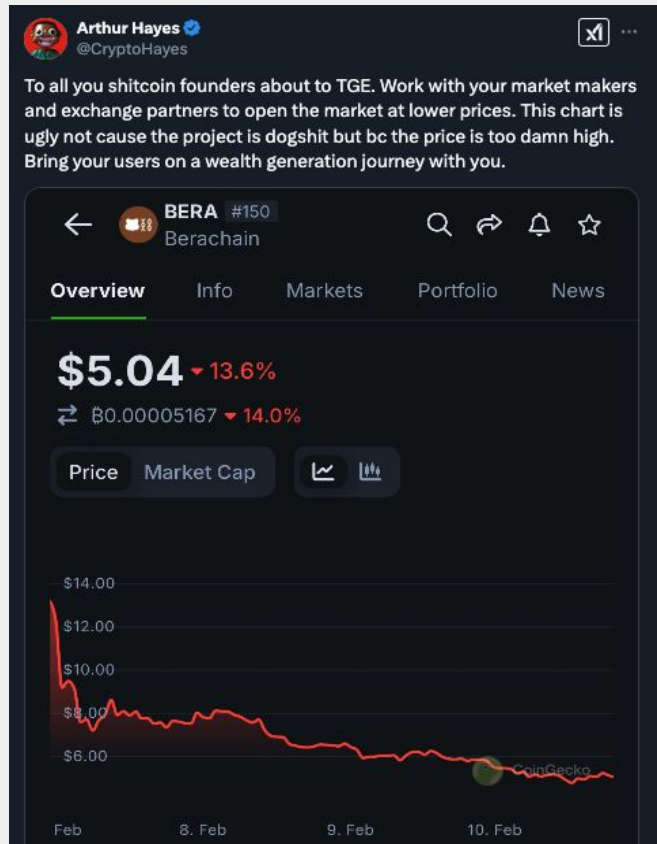 Arthur Hayes
@CryptoHayes
To all you shitcoin founders about to TGE. Work with your market makers
and exchange partners to open the market at lower prices. This chart is
ugly not cause the project is dogshit but bc the price is too damn high.
Bring your users on a wealth generation journey with you.
BERA #150
Berachain
Overview Info Markets Portfolio News
$5.04 13.6%
₿0.00005167 14.0%
Price Market Cap
$14.00
$12.00
$10.00
$8.00
$6.00
CoinGecko
Feb 8. Feb 9. Feb 10. Feb